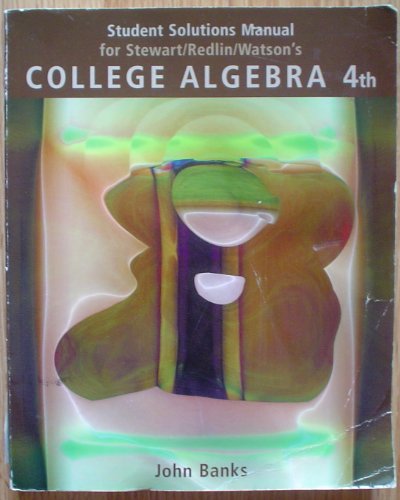 Student Solutions Manual
for Stewart/Redlin/Watson's
COLLEGE ALGEBRA 4th
John Banks